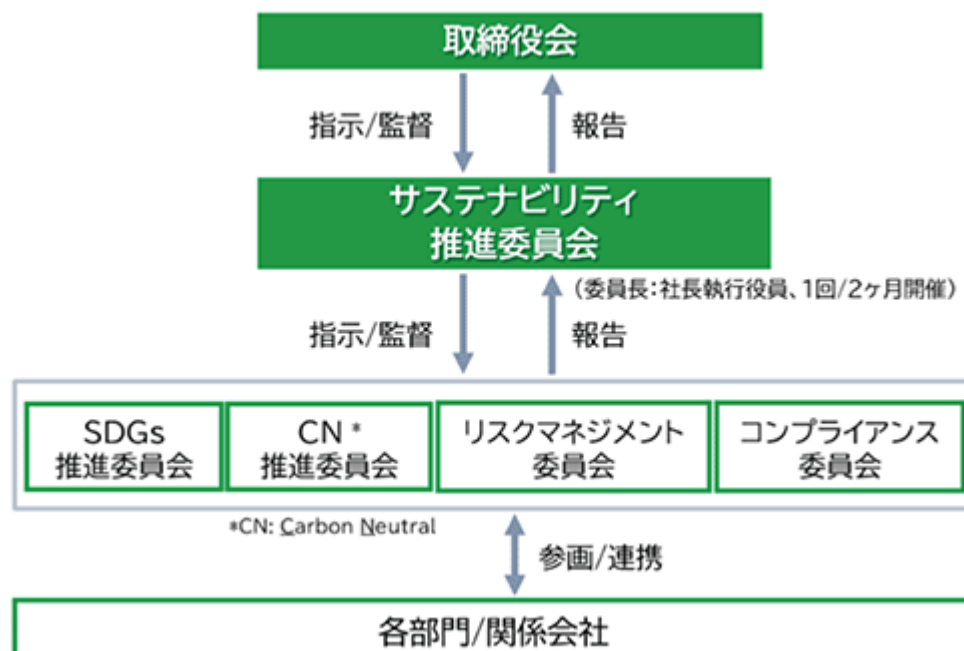 取締役会
指示/監督
報告
サステナビリティ
推進委員会
(委員長:社長執行役員、1回/2ヶ月開催)
指示/監督
報告
SDGs
推進委員会
CN *
推進委員会
リスクマネジメント
委員会
コンプライアンス
委員会
*CN: Carbon Neutral
参画/連携
各部門/関係会社